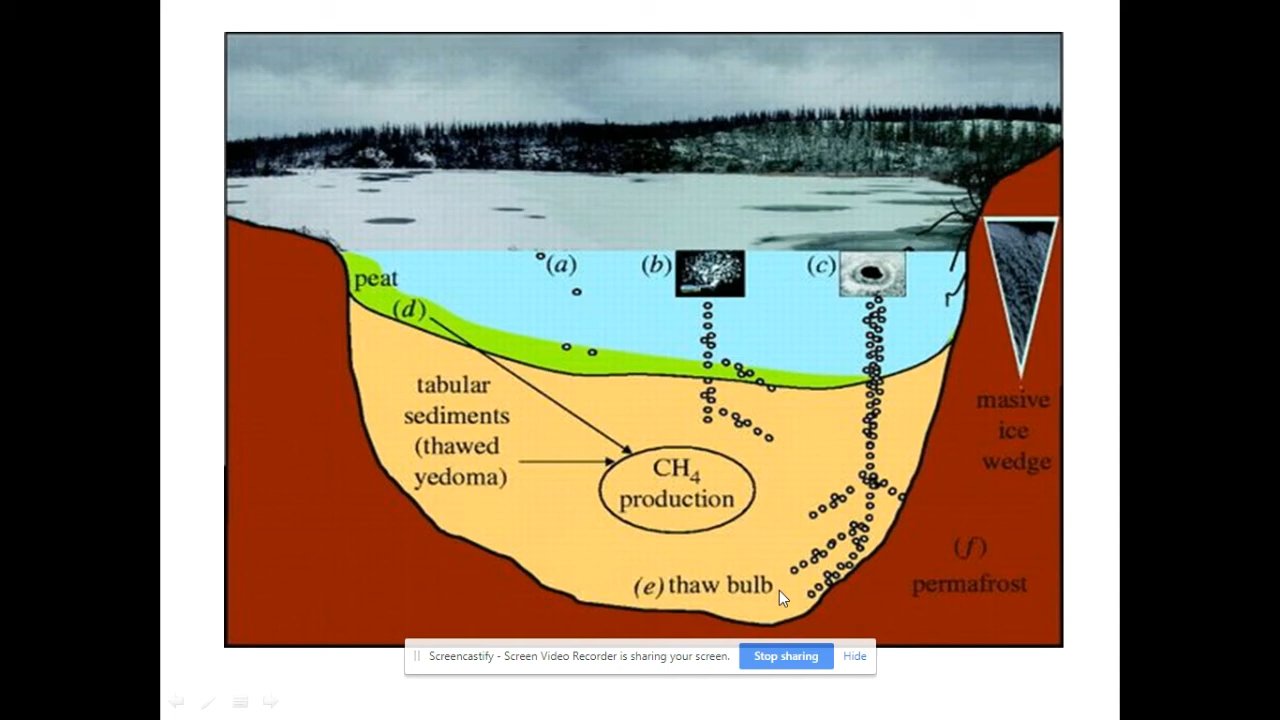 (a)
(b)
(c)
peat
(d)
tabular
sediments
(thawed
yedoma)
CH₄
production
masive
ice
wedge
(f)
permafrost
(e) thaw bulb
Screencastify - Screen Video Recorder is sharing your screen. Stop sharing Hide